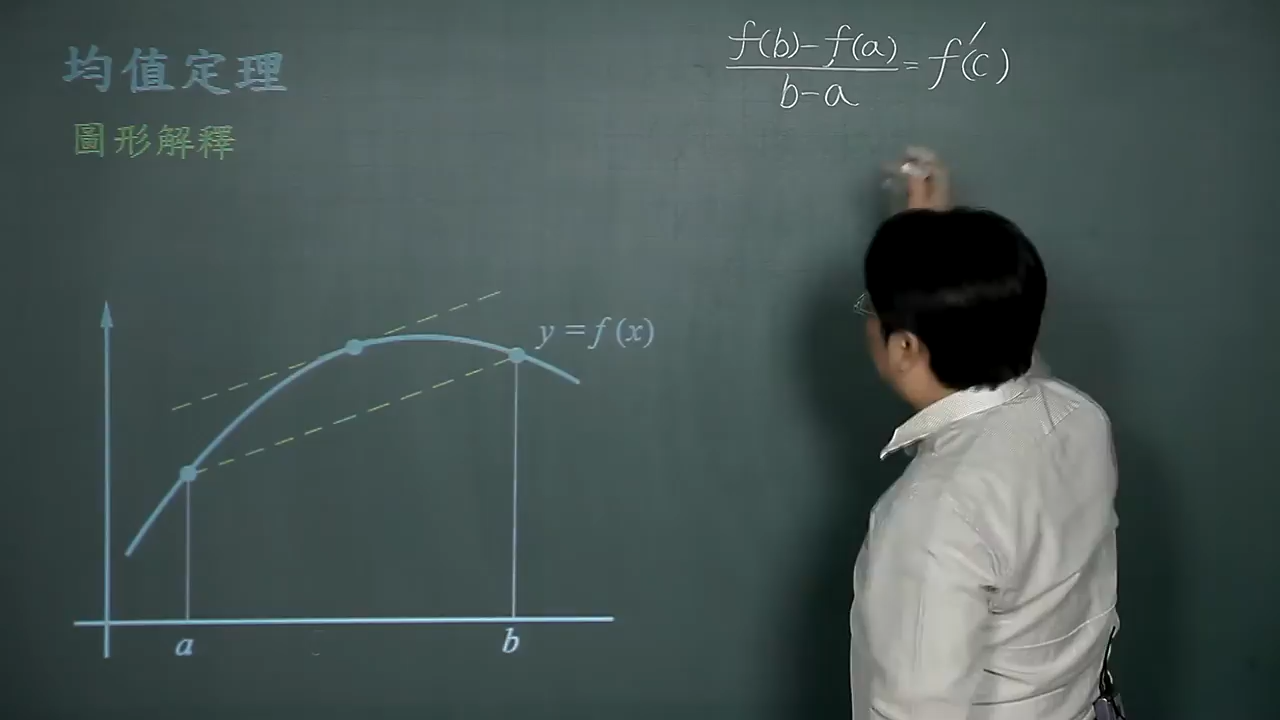 均值定理
圖形解釋
f(b)-f(a)
b-a
= f'(c)
y = f(x)
a
b